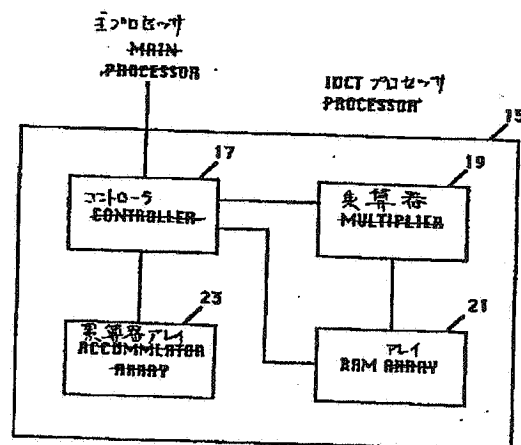 主プロセッサ
MAIN
PROCESSOR
IDCT プロセッサ
PROCESSOR
15
17
コントローラ
CONTROLLER
19
乗算器
MULTIPLIER
23
累算器アレイ
ACCOMMLATOR
ARRAY
21
アレイ
RAM ARRAY